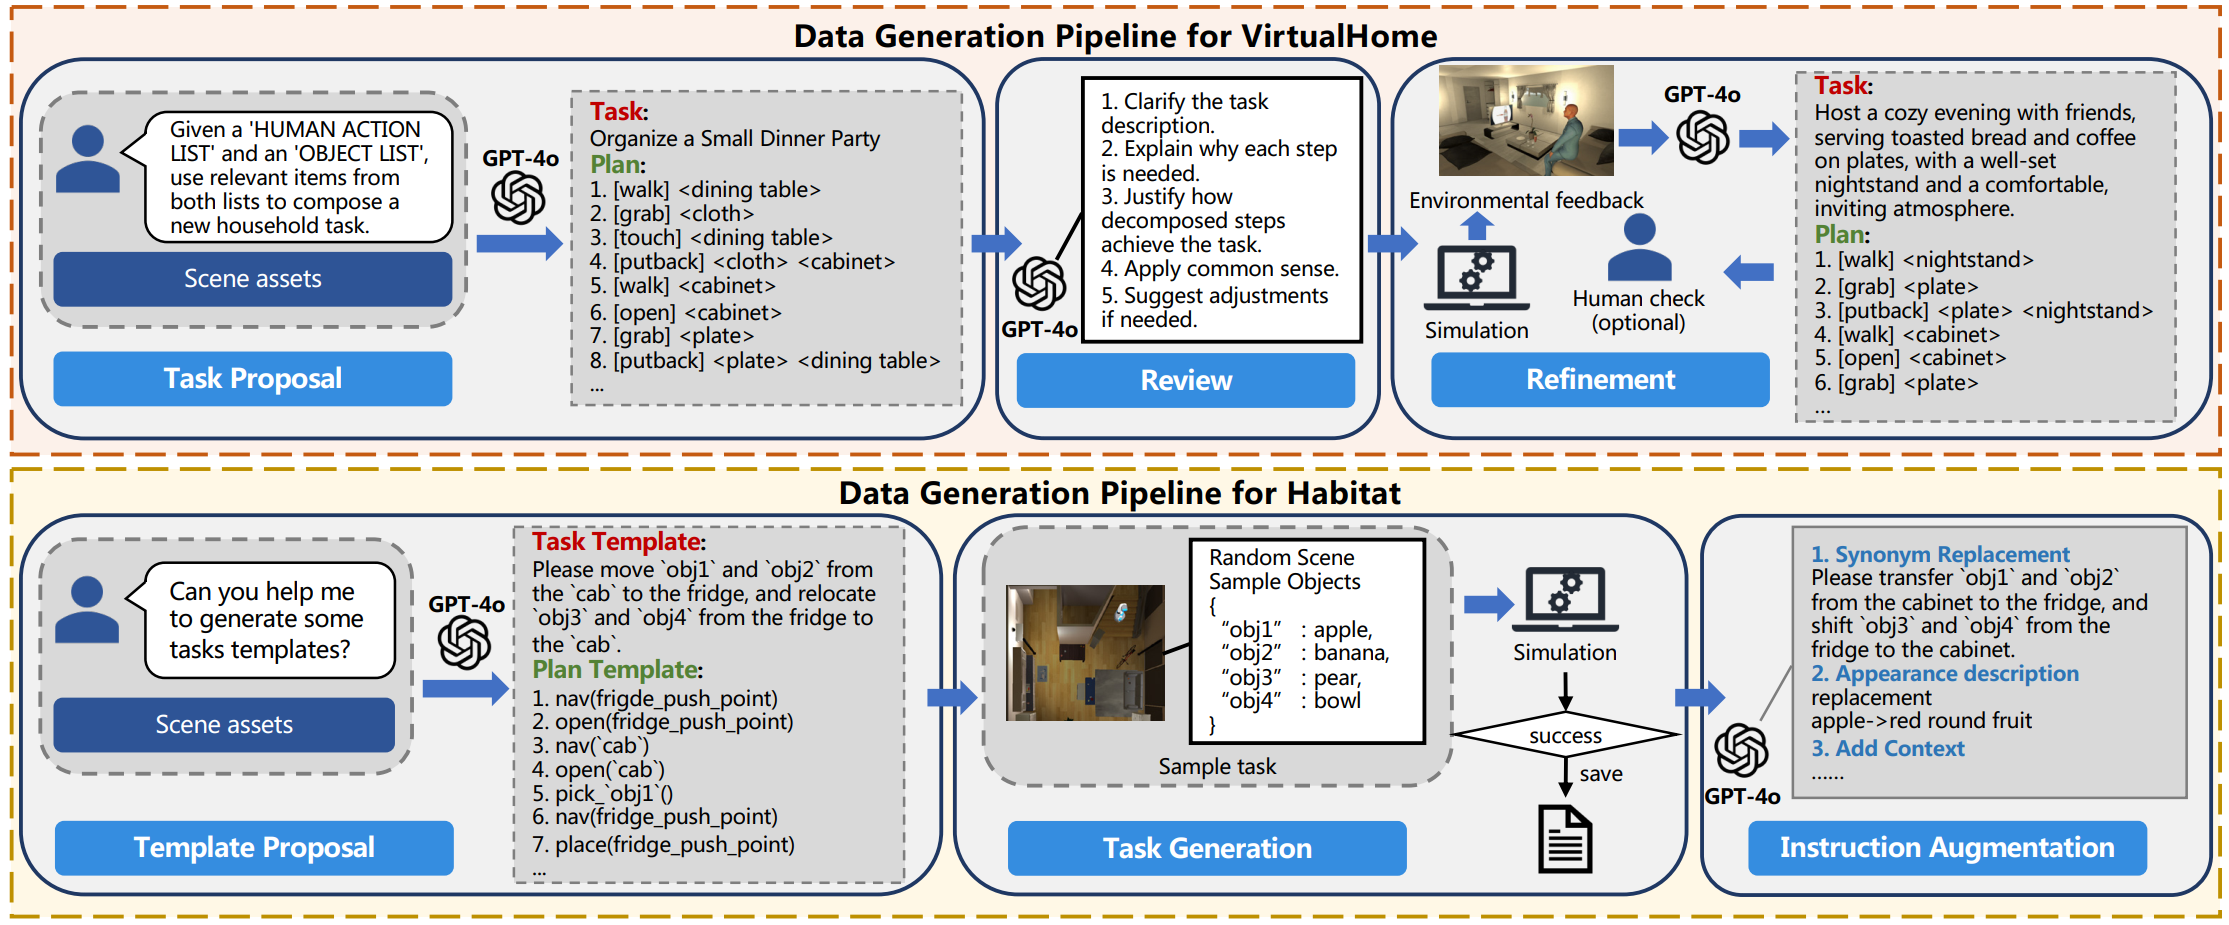 Data Generation Pipeline for VirtualHome
Given a 'HUMAN ACTION
LIST' and an 'OBJECT LIST',
use relevant items from
both lists to compose a
new household task.
Scene assets
Task Proposal
GPT-4o
Task:
Organize a Small Dinner Party
Plan:
1. [walk] <dining table>
2. [grab] <cloth>
3. [touch] <dining table>
4. [putback] <cloth> <cabinet>
5. [walk] <cabinet>
6. [open] <cabinet>
7. [grab] <plate>
8. [putback] <plate> <dining table>
...
GPT-4o
1. Clarify the task
description.
2. Explain why each step
is needed.
3. Justify how
decomposed steps
achieve the task.
4. Apply common sense.
5. Suggest adjustments
if needed.
Review
Environmental feedback
Simulation
GPT-4o
Human check
(optional)
Refinement
Task:
Host a cozy evening with friends,
serving toasted bread and coffee
on plates, with a well-set
nightstand and a comfortable,
inviting atmosphere.
Plan:
1. [walk] <nightstand>
2. [grab] <plate>
3. [putback] <plate> <nightstand>
4. [walk] <cabinet>
5. [open] <cabinet>
6. [grab] <plate>
...
Data Generation Pipeline for Habitat
Can you help me
to generate some
tasks templates?
Scene assets
Template Proposal
GPT-4o
Task Template:
Please move `obj1` and `obj2` from
the `cab` to the fridge, and relocate
`obj3` and `obj4` from the fridge to
the `cab`.
Plan Template:
1. nav(frigde_push_point)
2. open(fridge_push_point)
3. nav(`cab`)
4. open(`cab`)
5. pick_`obj1`()
6. nav(fridge_push_point)
7. place(fridge_push_point)
...
Random Scene
Sample Objects
{
“obj1” : apple,
“obj2” : banana,
“obj3” : pear,
“obj4” : bowl
}
Sample task
Task Generation
Simulation
success
save
GPT-4o
1. Synonym Replacement
Please transfer `obj1` and `obj2`
from the cabinet to the fridge, and
shift `obj3` and `obj4` from the
fridge to the cabinet.
2. Appearance description
replacement
apple->red round fruit
3. Add Context
......
Instruction Augmentation